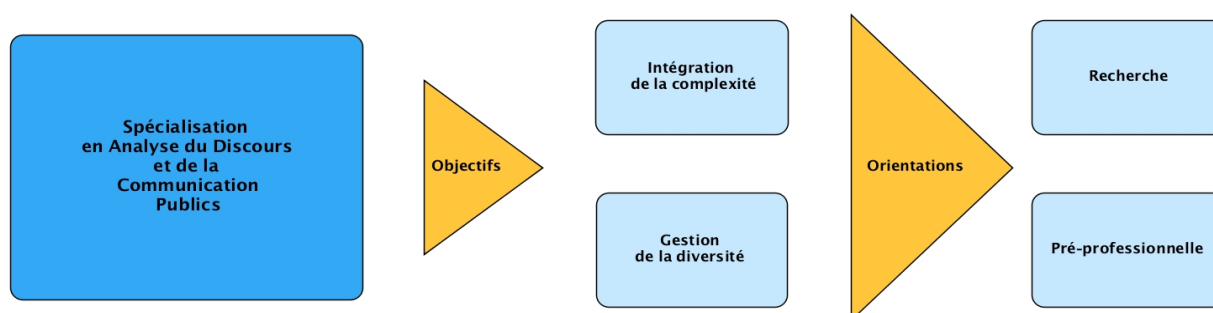 Spécialisation
en Analyse du Discours
et de la
Communication
Publics
Objectifs
Intégration
de la complexité
Gestion
de la diversité
Orientations
Recherche
Pré-professionnelle